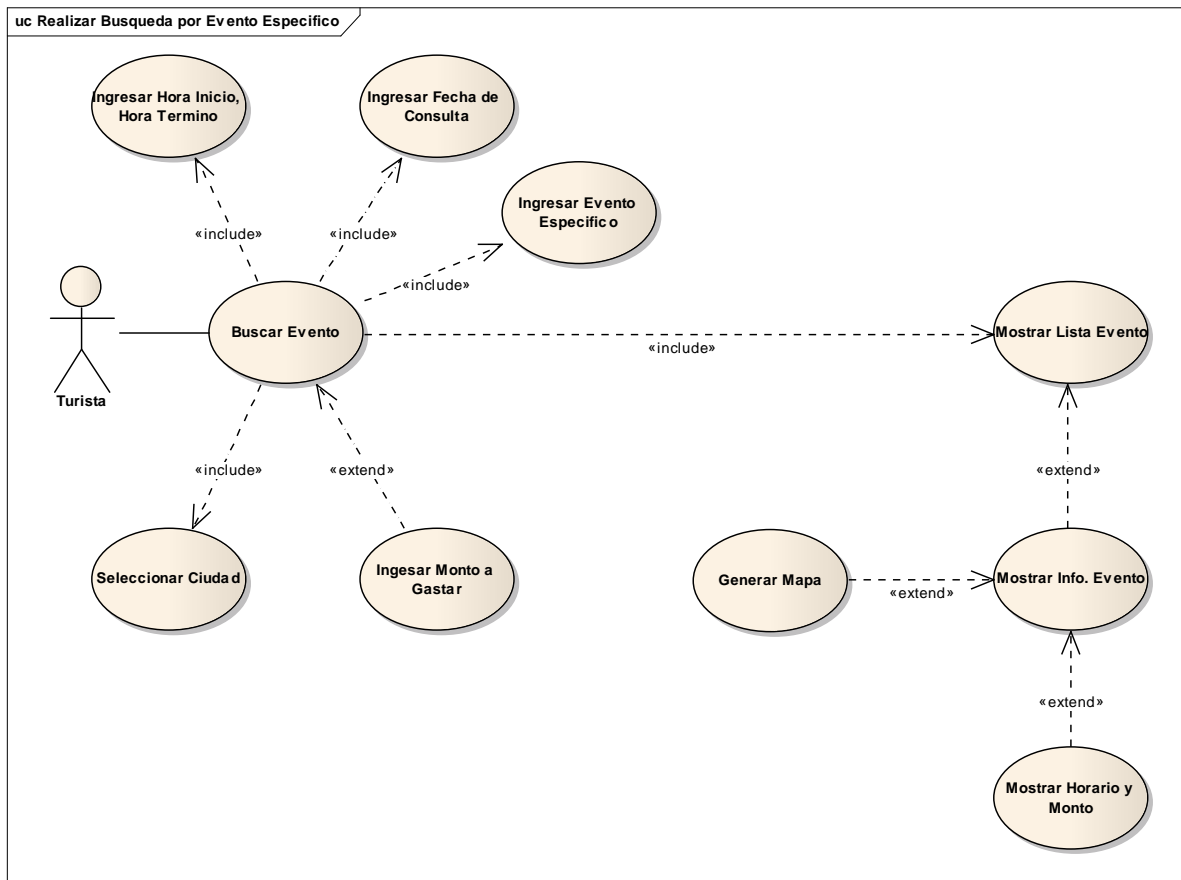 uc Realizar Busqueda por Evento Especifico
Ingresar Hora Inicio,
Hora Termino
Ingresar Fecha de
Consulta
Ingresar Evento
Especifico
«include»
«include»
«include»
Buscar Evento
«include»
Mostrar Lista Evento
Turista
«include»
«extend»
«extend»
Seleccionar Ciudad
Ingesar Monto a
Gastar
Generar Mapa
«extend»
Mostrar Info. Evento
«extend»
Mostrar Horario y
Monto